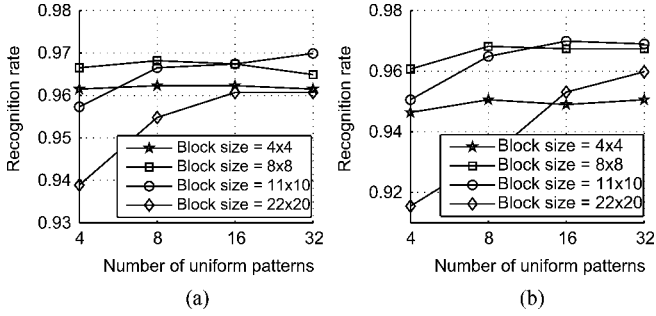 0.98
0.97
0.96
0.95
0.94
0.93
Recognition rate
Block size = 4x4
Block size = 8x8
Block size = 11x10
Block size = 22x20
4 8 16 32
Number of uniform patterns
(a)
0.98
0.96
0.94
0.92
Recognition rate
Block size = 4x4
Block size = 8x8
Block size = 11x10
Block size = 22x20
4 8 16 32
Number of uniform patterns
(b)